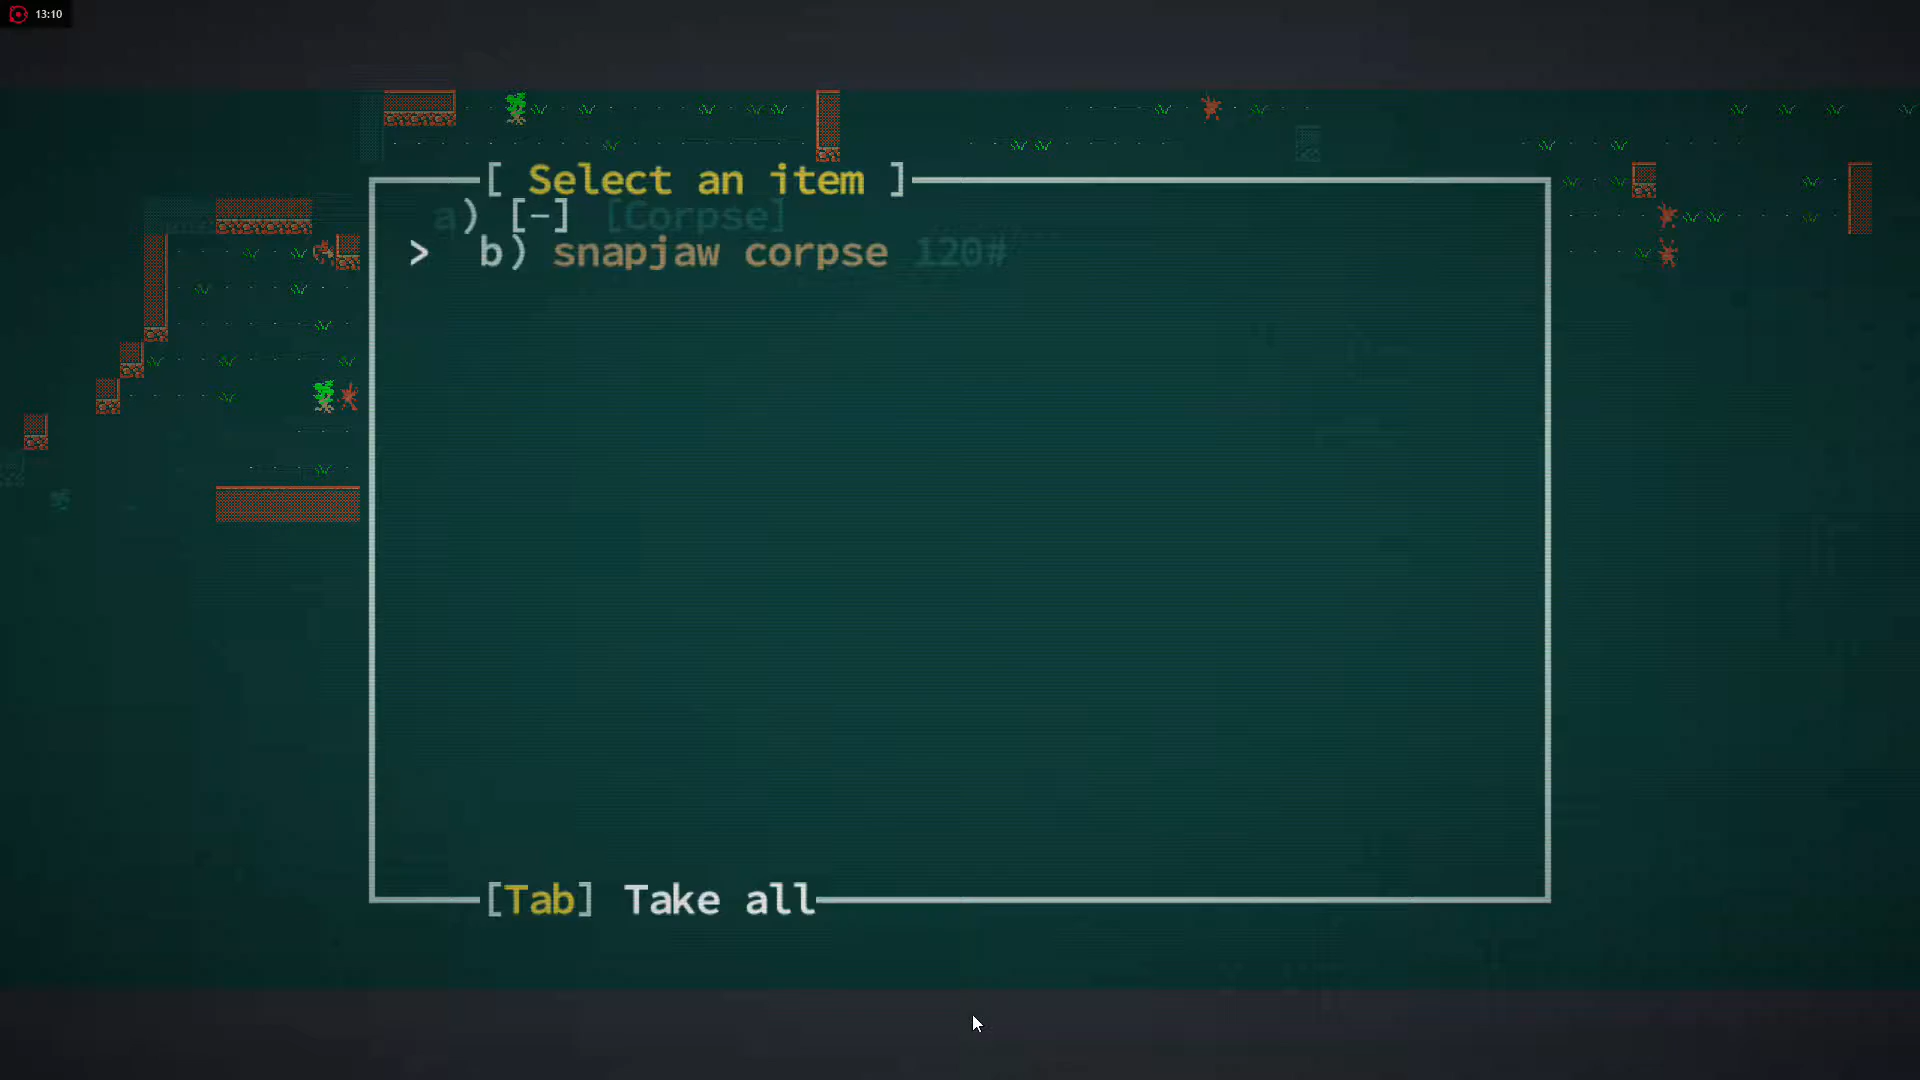 13:10
[ Select an item ]
a) [-] [Corpse]
> b) snapjaw corpse 120#
[Tab] Take all